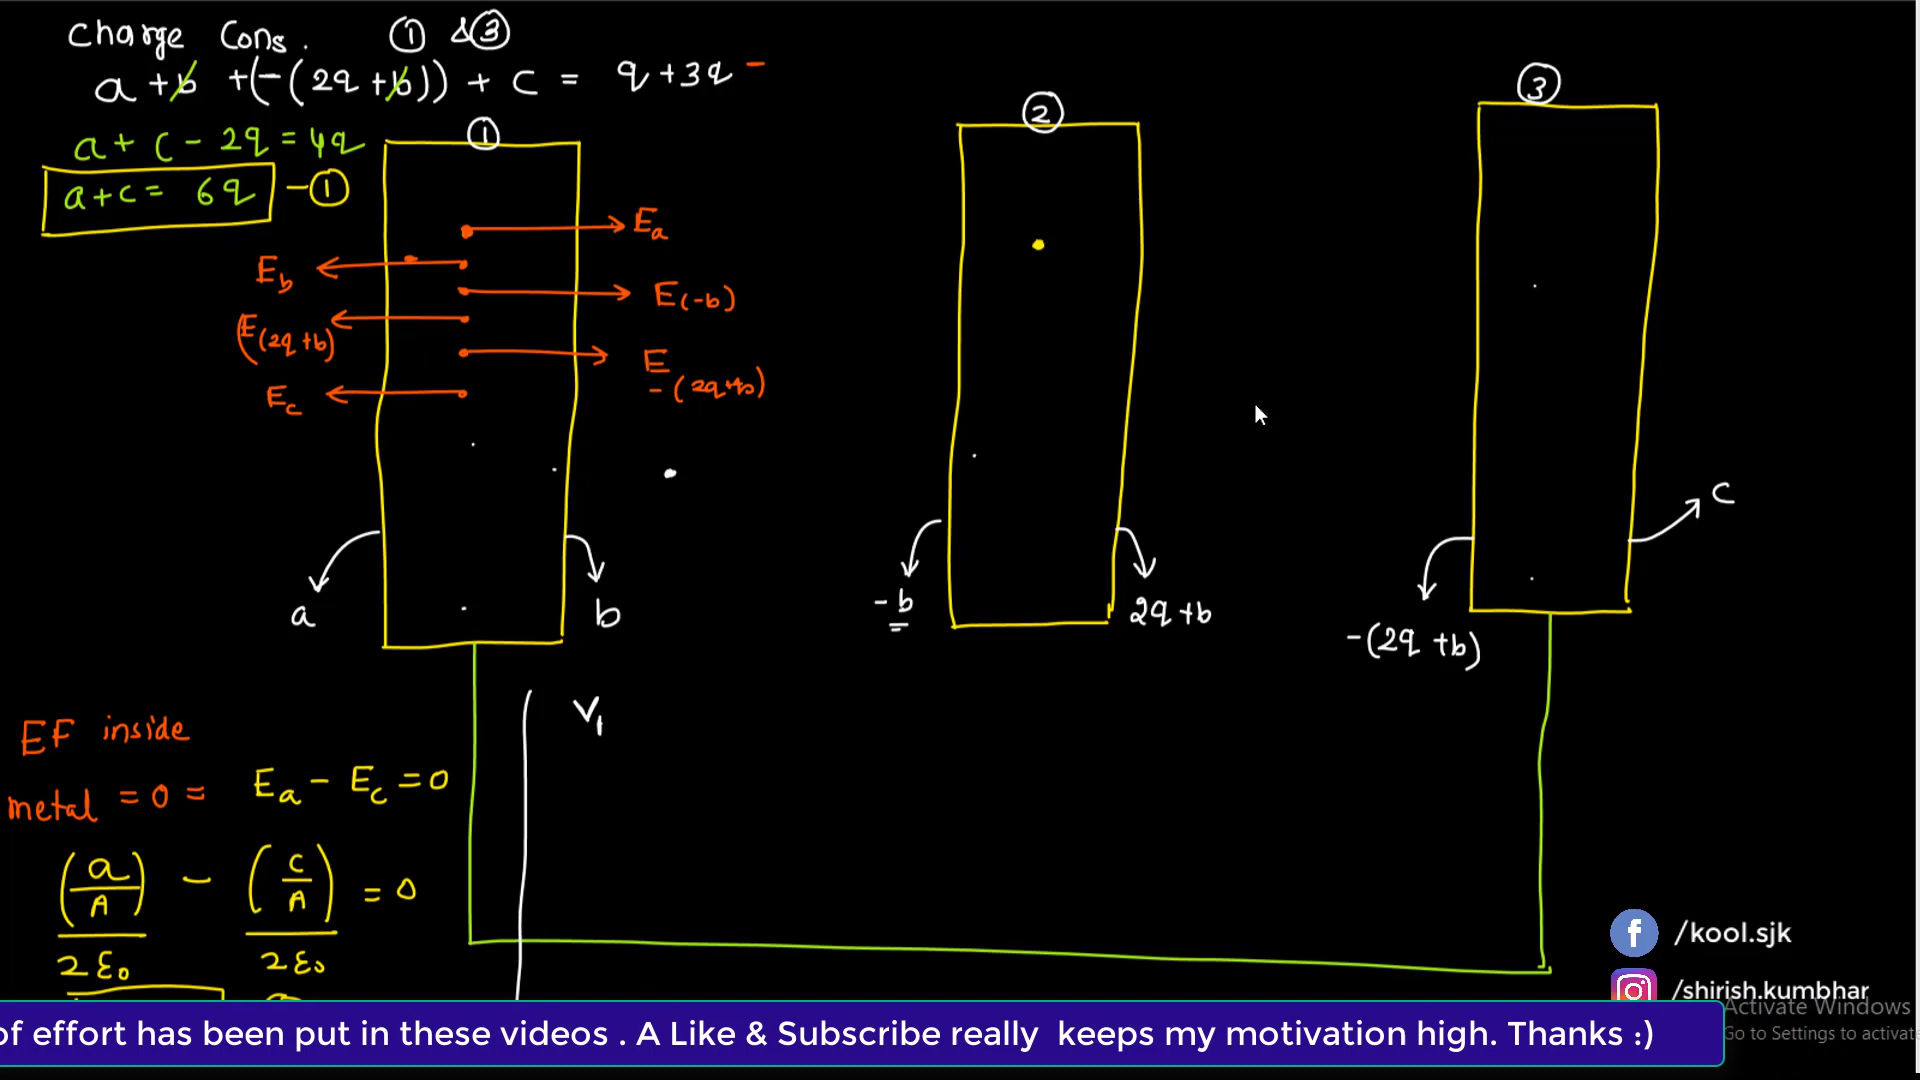 Charge Cons. ① & ③
a + b + (-(2q + b)) + c = q + 3q -
a + c - 2q = 4q
a + c = 6q - ①
①
②
③
Ea
Eb
E(-b)
E(2q+b)
E-(2q+b)
Ec
c
a
b
-b
2q + b
-(2q + b)
V1
EF inside
metal = 0 = Ea - Ec = 0
(a/A)/2ε0 - (c/A)/2ε0 = 0
/kool.sjk
/shirish.kumbhar
Activate Windows
Go to Settings to activat
of effort has been put in these videos . A Like & Subscribe really keeps my motivation high. Thanks :)